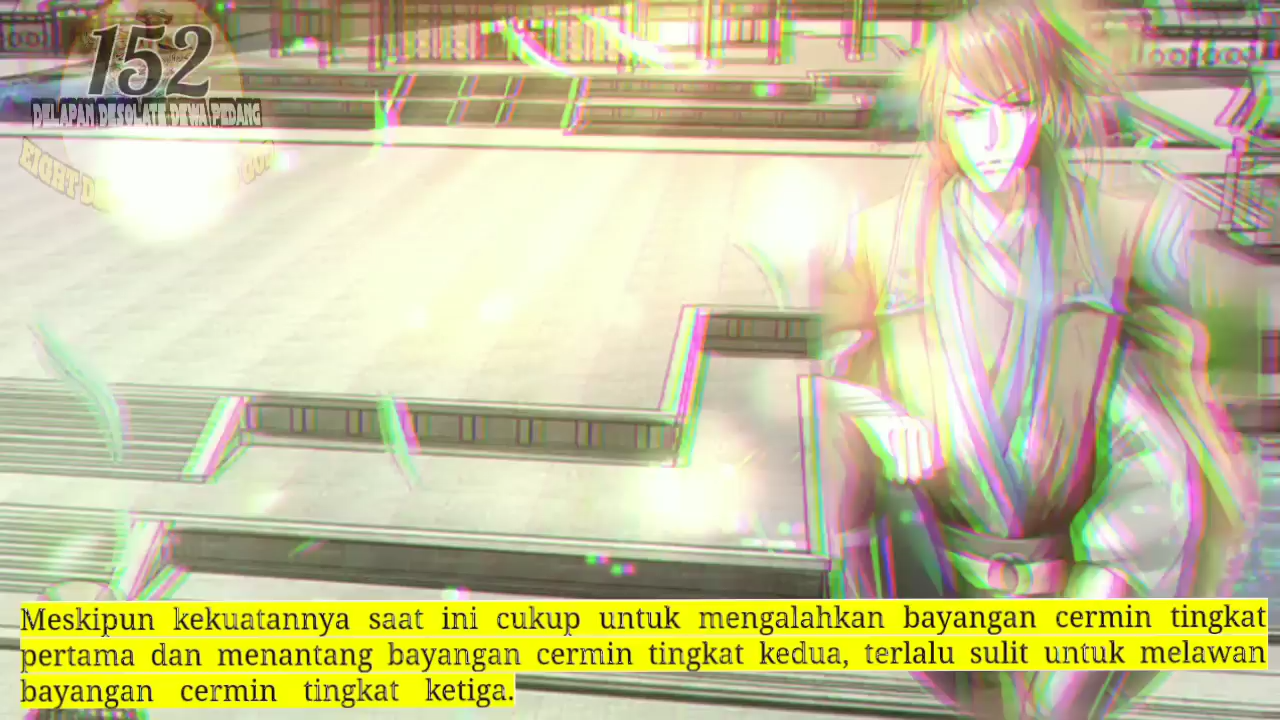 152
DELAPAN DESOLATE DEWA PEDANG
EIGHT
Meskipun kekuatannya saat ini cukup untuk mengalahkan bayangan cermin tingkat
pertama dan menantang bayangan cermin tingkat kedua, terlalu sulit untuk melawan
bayangan cermin tingkat ketiga.